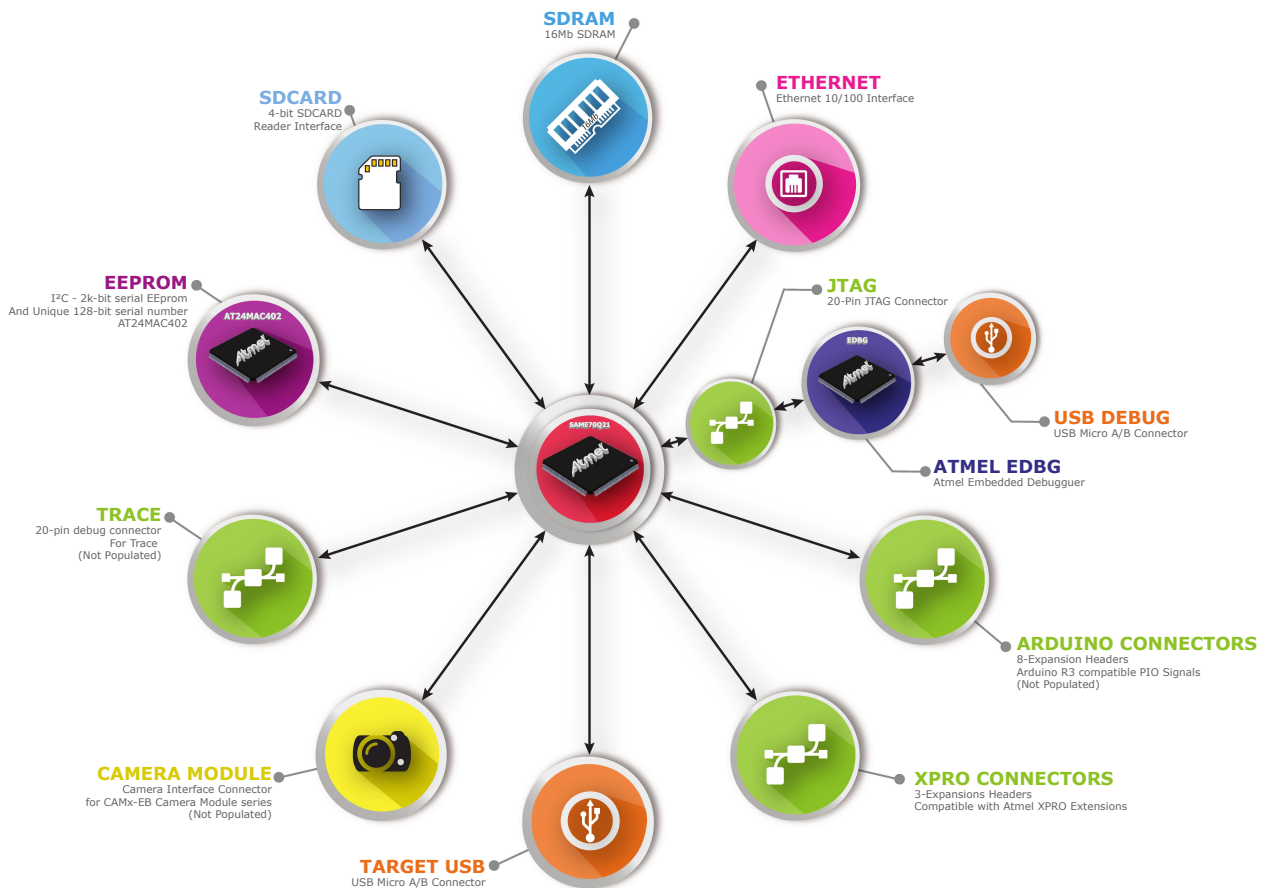 SDRAM
16Mb SDRAM
16Mb
ETHERNET
Ethernet 10/100 Interface
SDCARD
4-bit SDCARD
Reader Interface
EEPROM
I²C - 2k-bit serial EEprom
And Unique 128-bit serial number
AT24MAC402
AT24MAC402
Atmel
JTAG
20-Pin JTAG Connector
EDBG
Atmel
USB DEBUG
USB Micro A/B Connector
ATMEL EDBG
Atmel Embedded Debugguer
SAME70Q21
Atmel
TRACE
20-pin debug connector
For Trace
(Not Populated)
ARDUINO CONNECTORS
8-Expansion Headers
Arduino R3 compatible PIO Signals
(Not Populated)
CAMERA MODULE
Camera Interface Connector
for CAMx-EB Camera Module series
(Not Populated)
XPRO CONNECTORS
3-Expansions Headers
Compatible with Atmel XPRO Extensions
TARGET USB
USB Micro A/B Connector